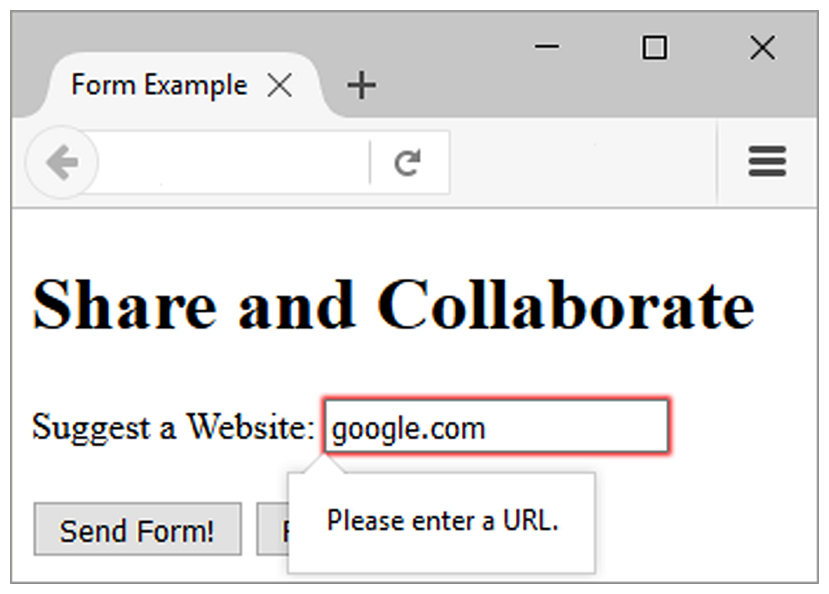 Form Example
Share and Collaborate
Suggest a Website: google.com
Please enter a URL.
Send Form!